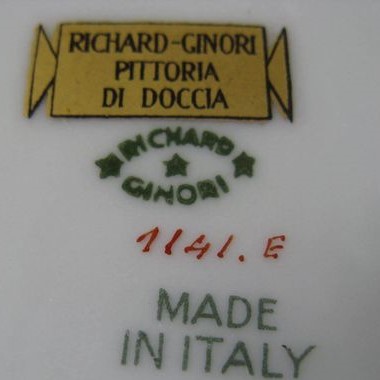 RICHARD-GINORI
PITTORIA
DI DOCCIA
RICHARD
GINORI
1141. E
MADE
IN ITALY